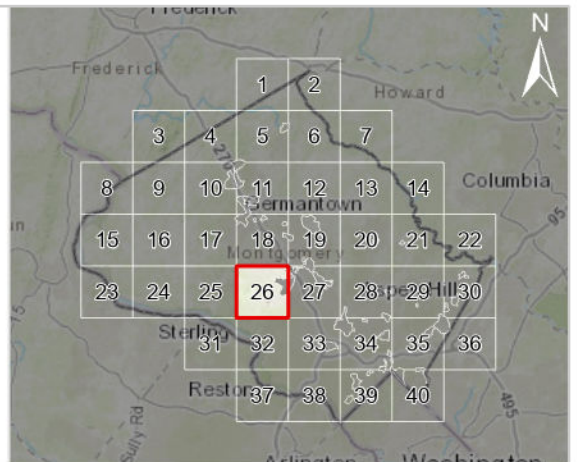 Frederick
N
Frederick
1 2
Howard
3 4 5 6 7
270
8 9 10 11 12 13 14
Columbia
Germantown
95
15 16 17 18 19 20 21 22
Montgomery
23 24 25 26 27 28 29 30
Aspen Hill
15
Sterling
31 32 33 34 35 36
Reston
37 38 39 40
495
Sully Rd
Arlington
Washington